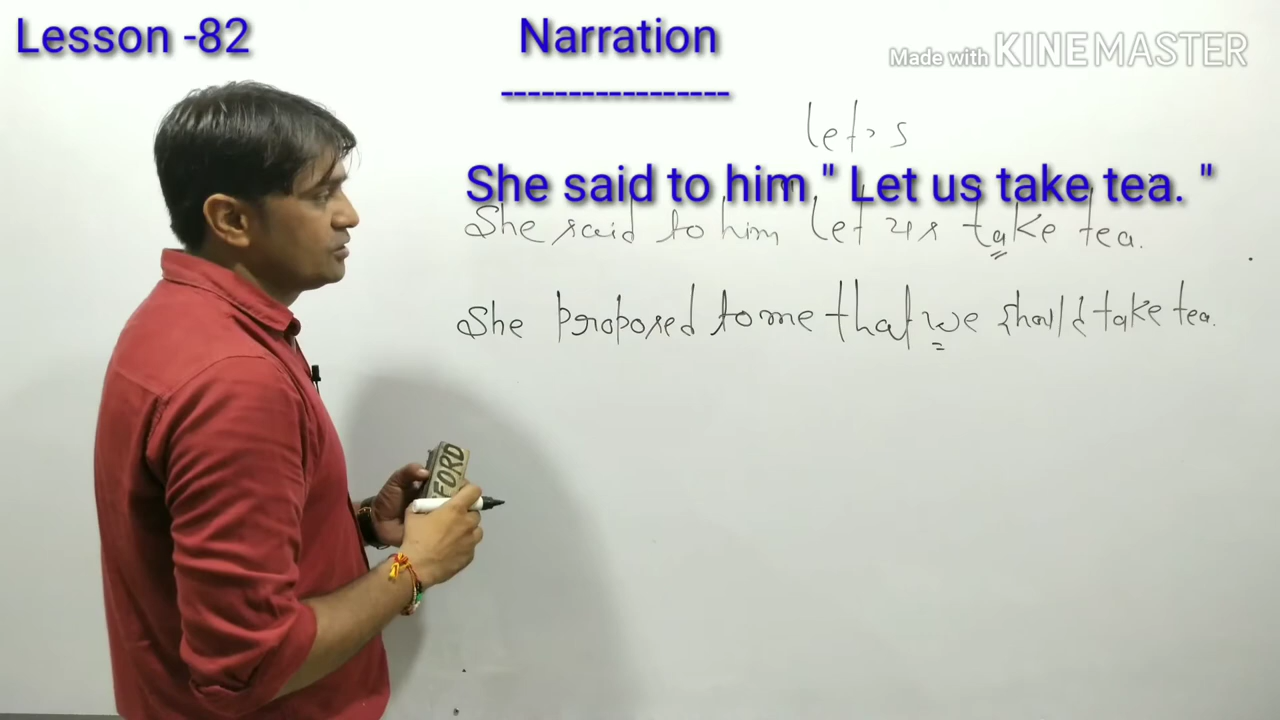 Lesson -82 Narration
Made with KINEMASTER
-----------------
Let's
She said to him " Let us take tea. "
She said to him " let us take tea.
She proposed to me that we should take tea.
FORD